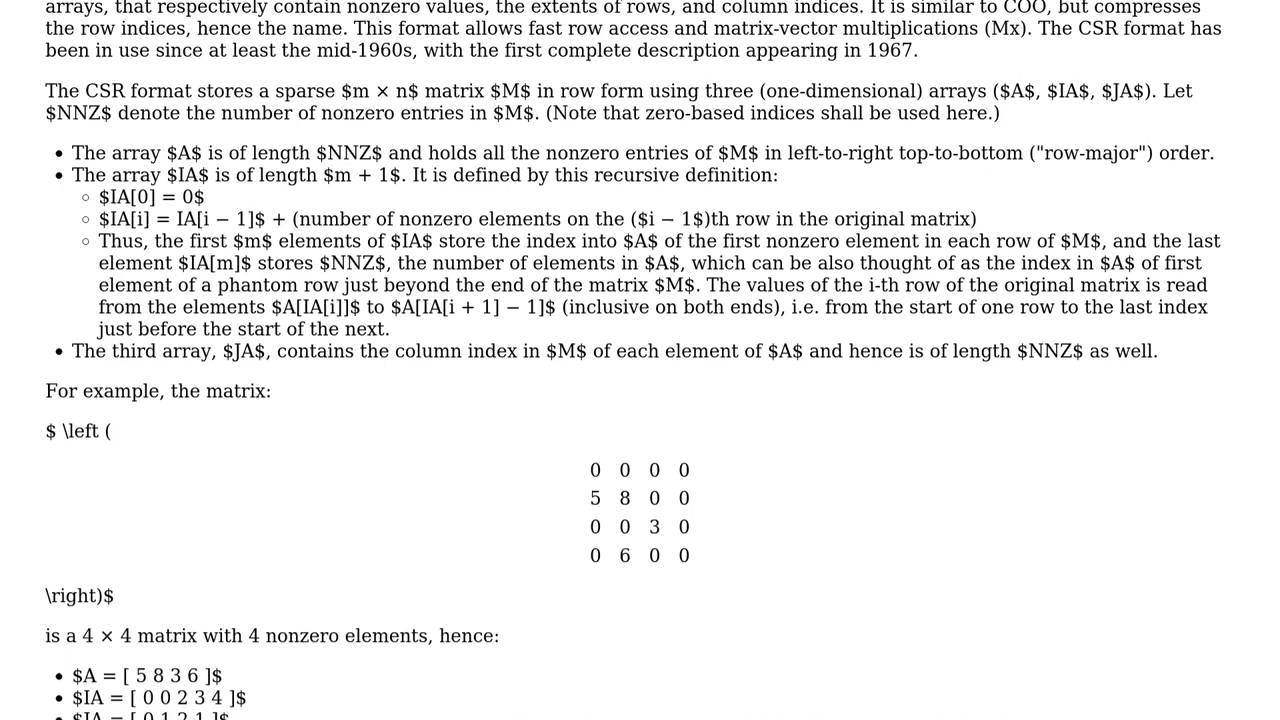 arrays, that respectively contain nonzero values, the extents of rows, and column indices. It is similar to COO, but compresses
the row indices, hence the name. This format allows fast row access and matrix-vector multiplications (Mx). The CSR format has
been in use since at least the mid-1960s, with the first complete description appearing in 1967.
The CSR format stores a sparse $m × n$ matrix $M$ in row form using three (one-dimensional) arrays ($A$, $IA$, $JA$). Let
$NNZ$ denote the number of nonzero entries in $M$. (Note that zero-based indices shall be used here.)
• The array $A$ is of length $NNZ$ and holds all the nonzero entries of $M$ in left-to-right top-to-bottom ("row-major") order.
• The array $IA$ is of length $m + 1$. It is defined by this recursive definition:
◦ $IA[0] = 0$
◦ $IA[i] = IA[i − 1]$ + (number of nonzero elements on the ($i − 1$)th row in the original matrix)
◦ Thus, the first $m$ elements of $IA$ store the index into $A$ of the first nonzero element in each row of $M$, and the last
element $IA[m]$ stores $NNZ$, the number of elements in $A$, which can be also thought of as the index in $A$ of first
element of a phantom row just beyond the end of the matrix $M$. The values of the i-th row of the original matrix is read
from the elements $A[IA[i]]$ to $A[IA[i + 1] − 1]$ (inclusive on both ends), i.e. from the start of one row to the last index
just before the start of the next.
• The third array, $JA$, contains the column index in $M$ of each element of $A$ and hence is of length $NNZ$ as well.
For example, the matrix:
$ \left (
0 0 0 0
5 8 0 0
0 0 3 0
0 6 0 0
\right)$
is a 4 × 4 matrix with 4 nonzero elements, hence:
• $A = [ 5 8 3 6 ]$
• $IA = [ 0 0 2 3 4 ]$
• $JA = [ 0 1 2 1 ]$